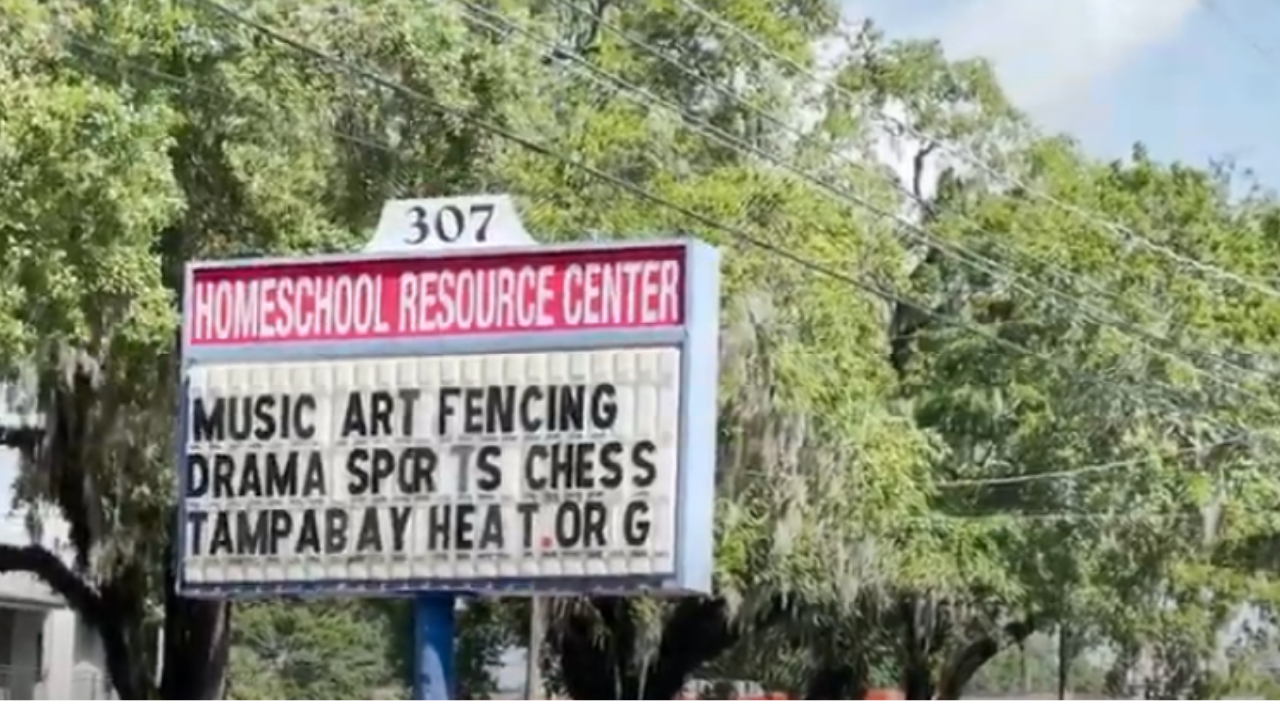 307
HOMESCHOOL RESOURCE CENTER
MUSIC ART FENCING
DRAMA SPORTS CHESS
TAMPABAY HEAT.ORG